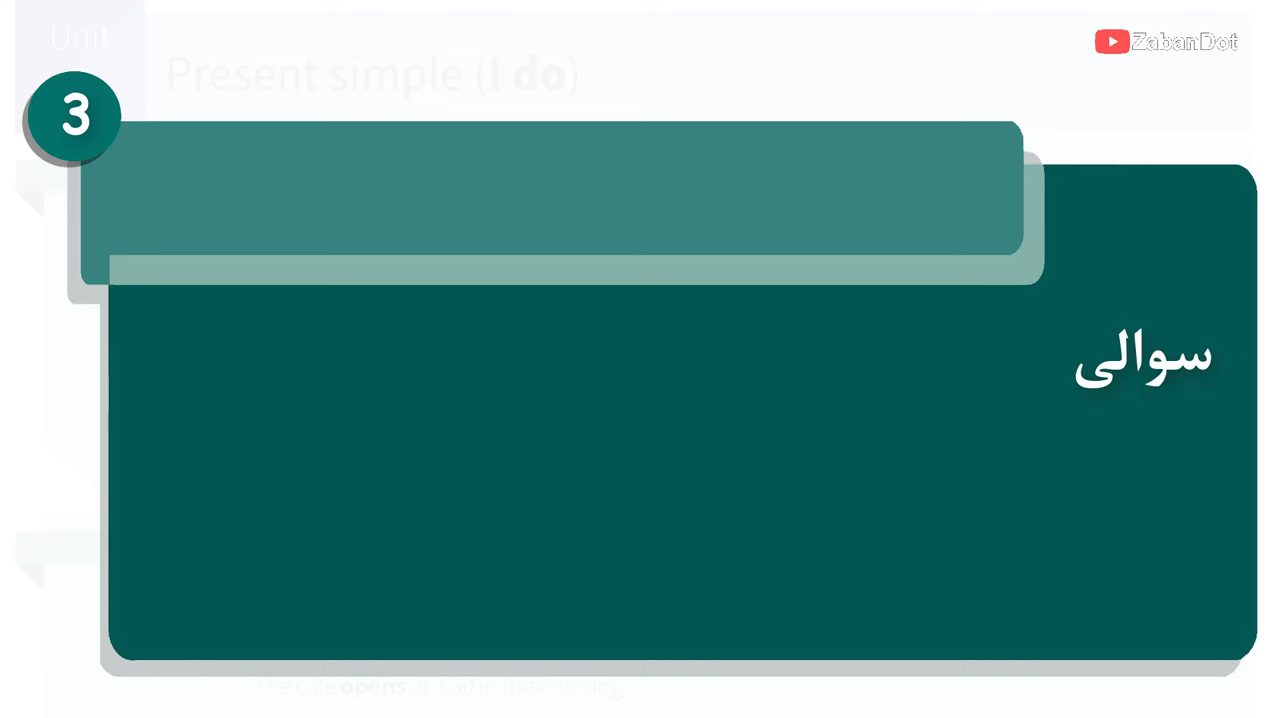 Unit
ZabanDot
Present simple (I do)
3
سوالی
The cafe opens at 7.30 in the morning.